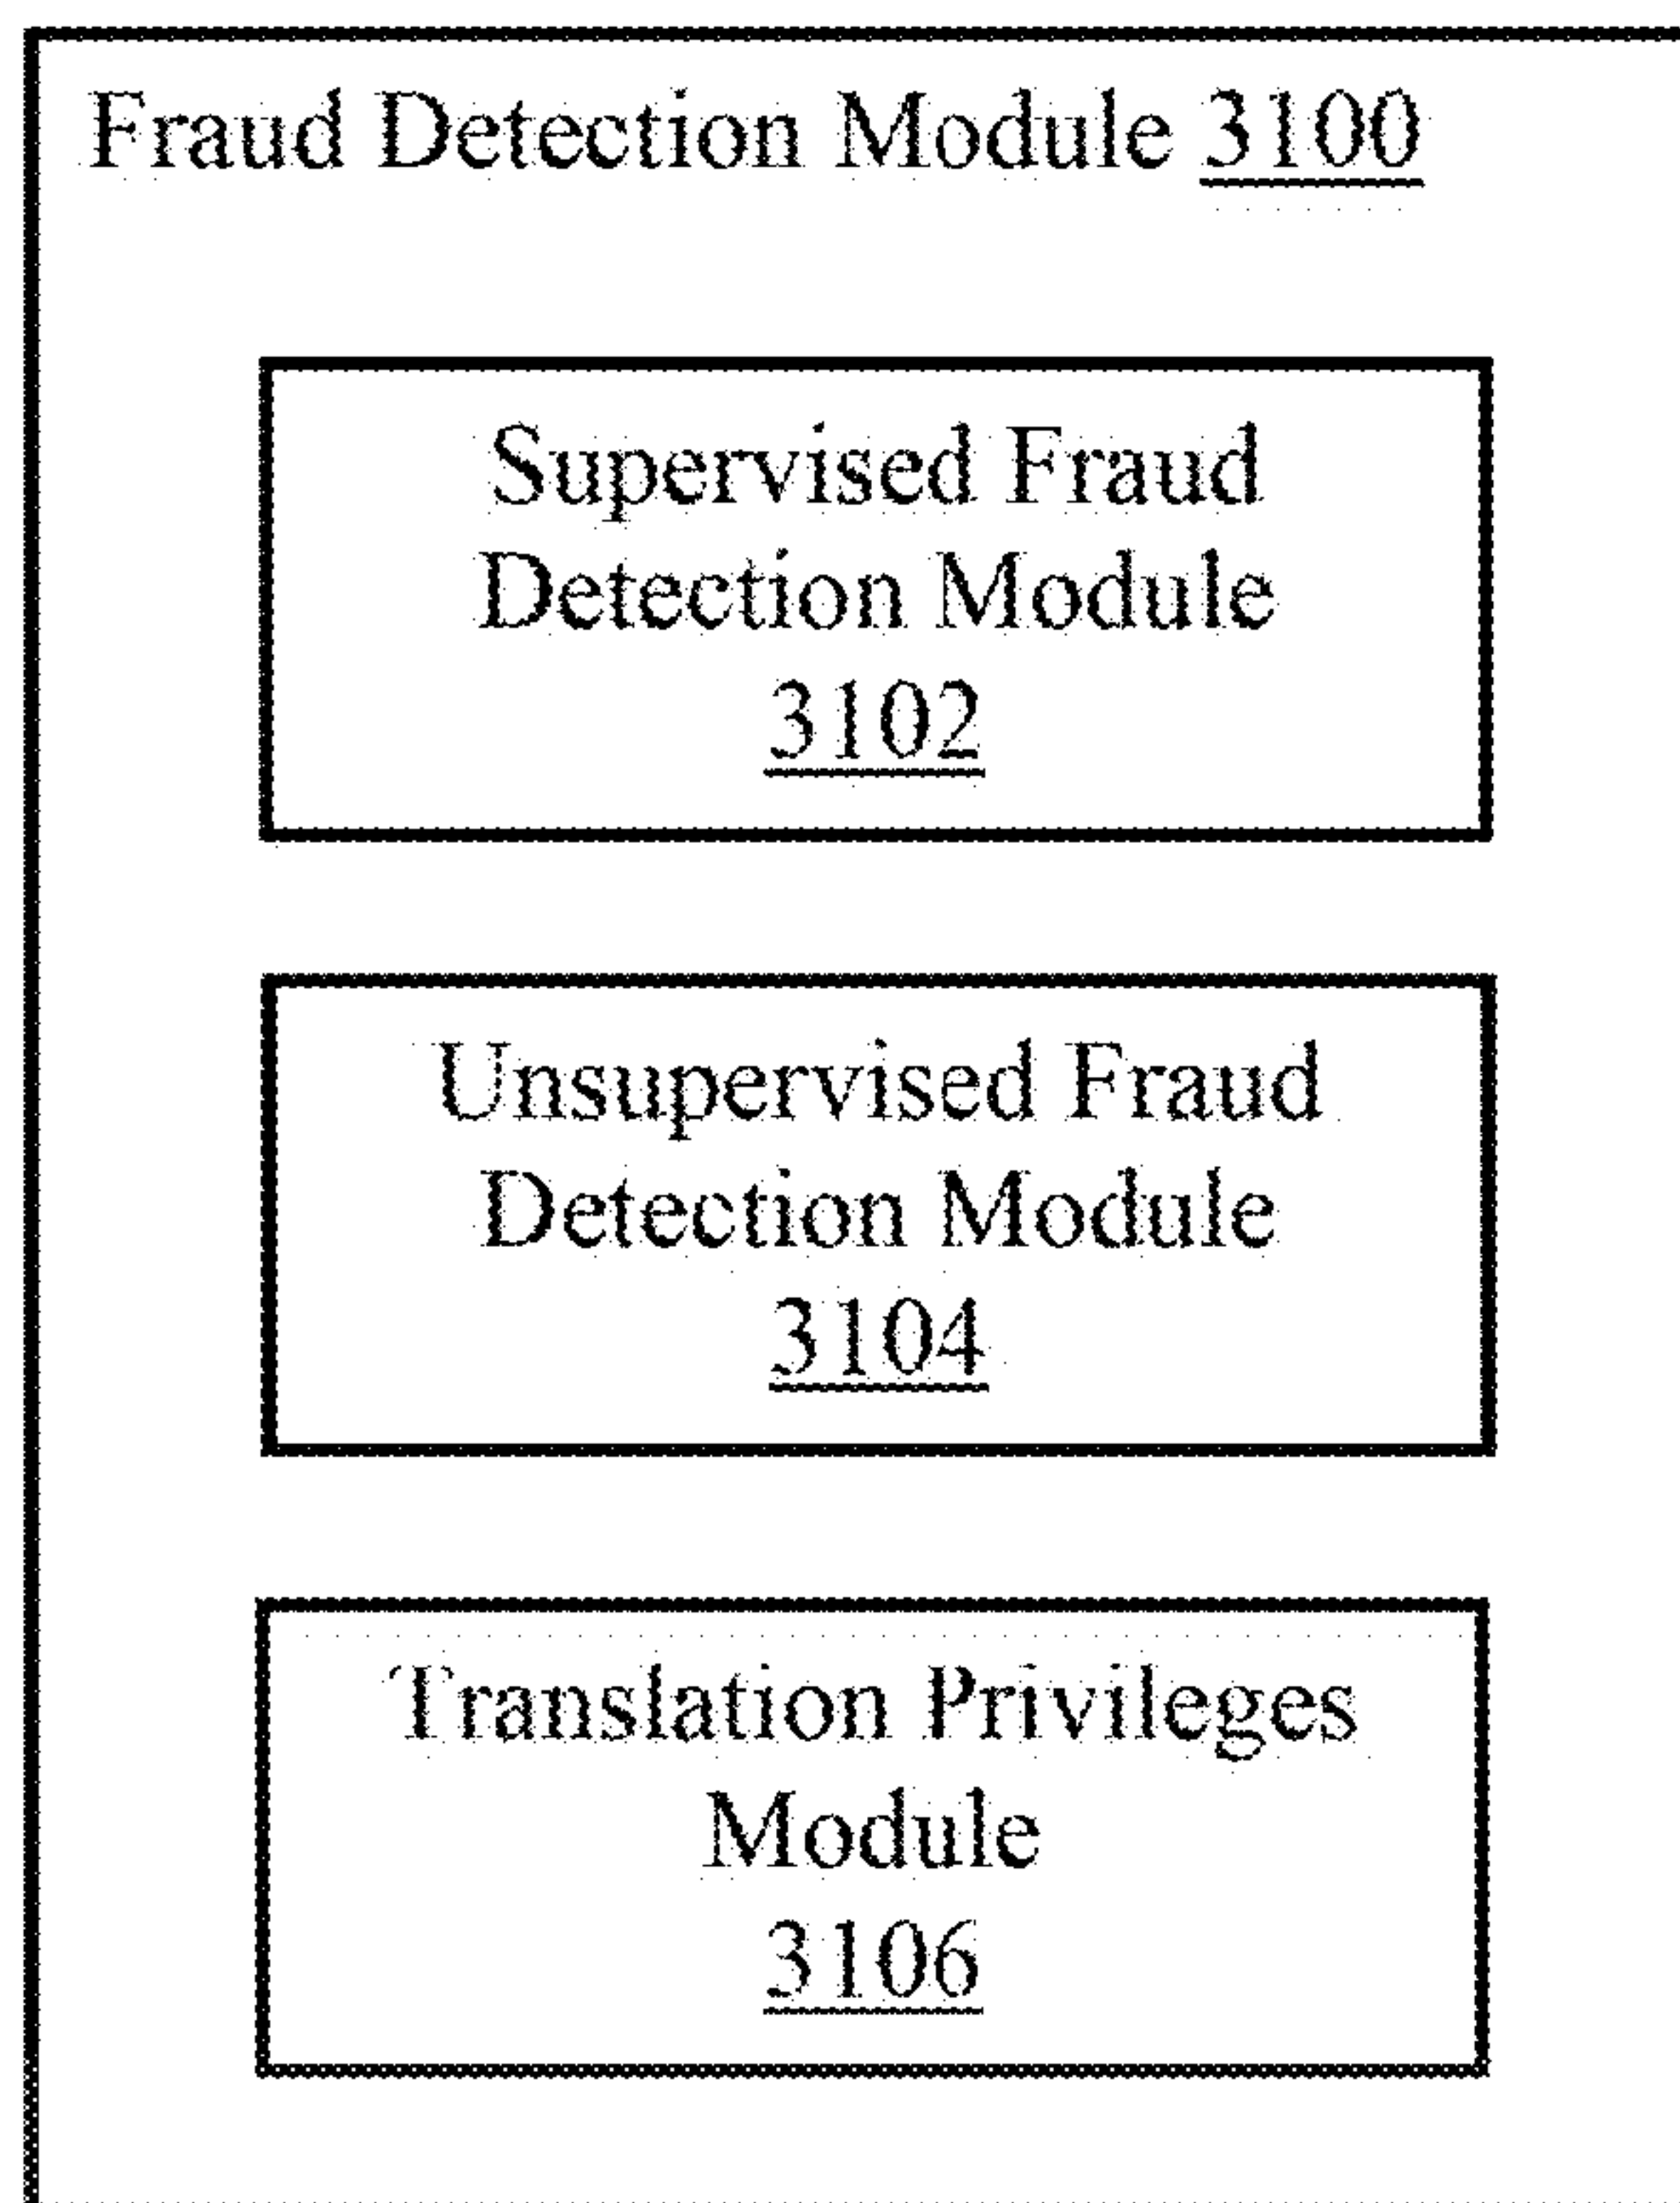 Fraud Detection Module 3100
Supervised Fraud
Detection Module
3102
Unsupervised Fraud
Detection Module
3104
Translation Privileges
Module
3106